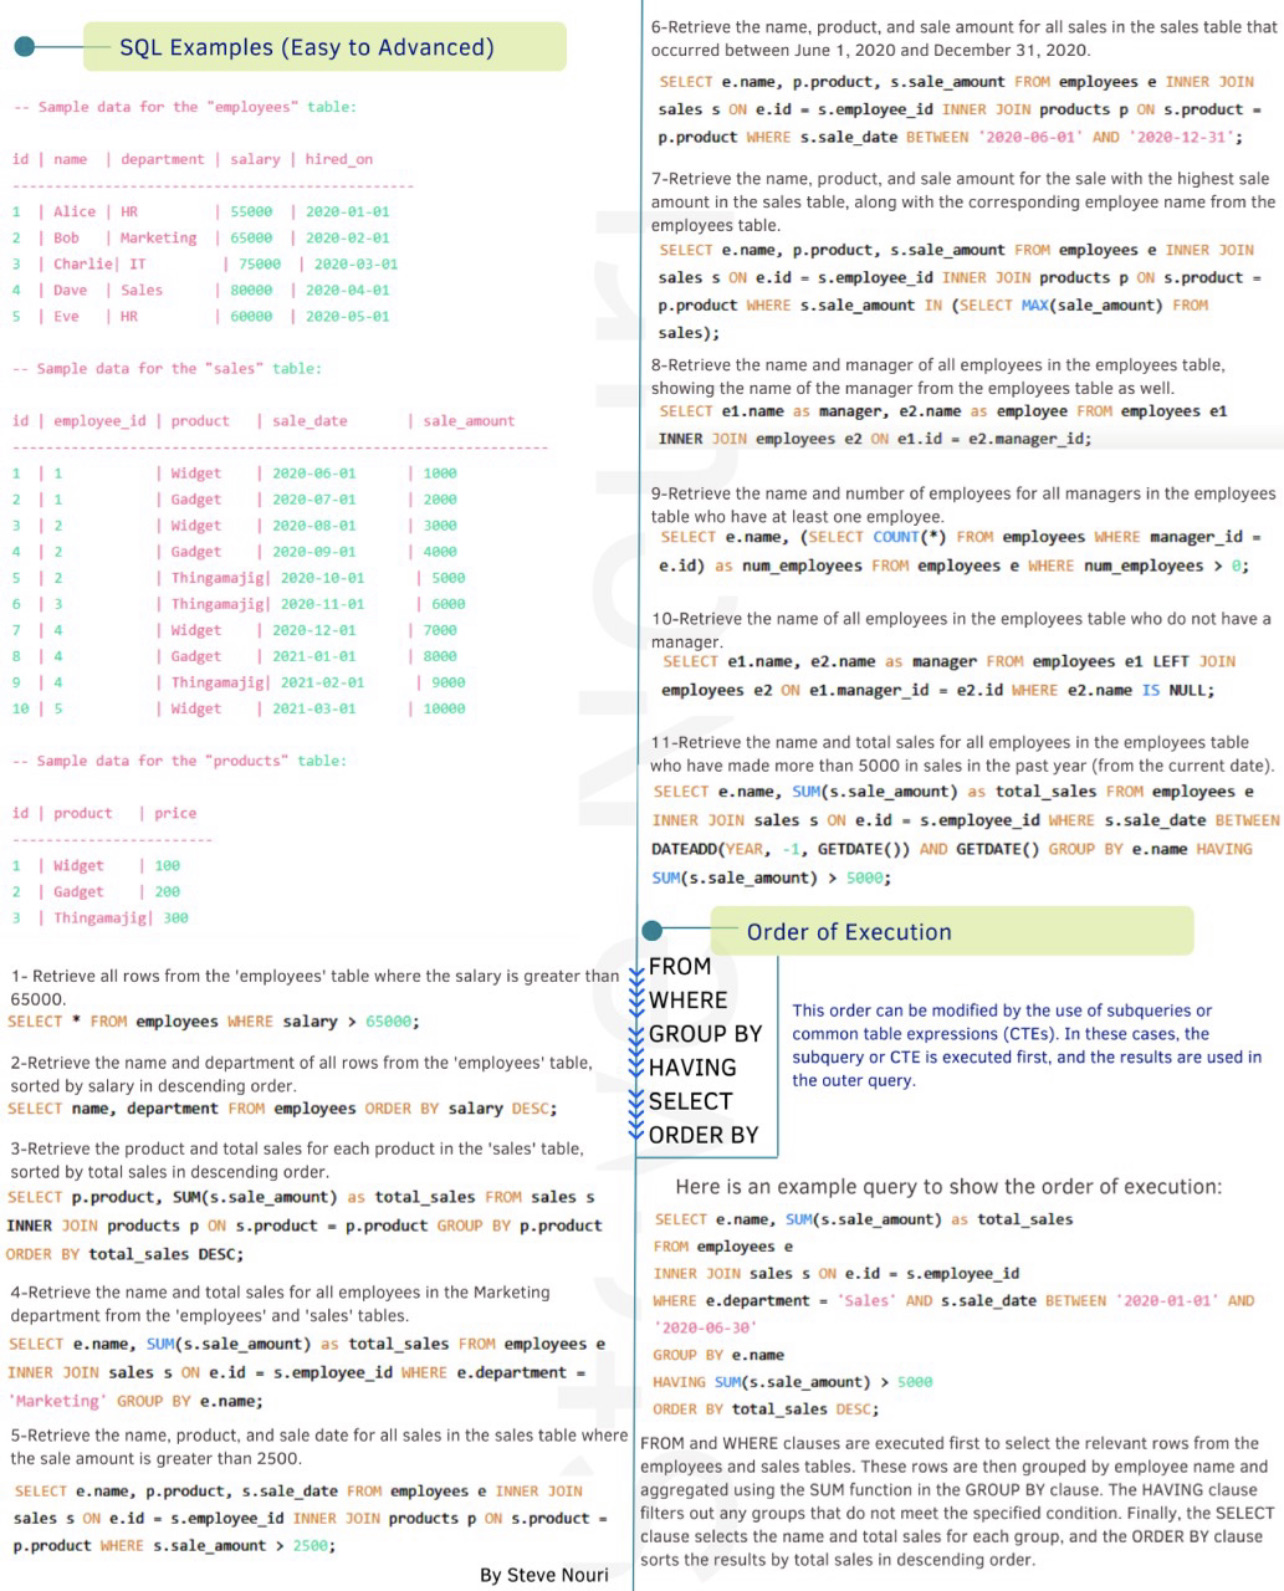 SQL Examples (Easy to Advanced)
-- Sample data for the "employees" table:
id | name | department | salary | hired_on
------------------------------------------------
1 | Alice | HR | 55000 | 2020-01-01
2 | Bob | Marketing | 65000 | 2020-02-01
3 | Charlie| IT | 75000 | 2020-03-01
4 | Dave | Sales | 80000 | 2020-04-01
5 | Eve | HR | 60000 | 2020-05-01
-- Sample data for the "sales" table:
id | employee_id | product | sale_date | sale_amount
----------------------------------------------------------------
1 | 1 | Widget | 2020-06-01 | 1000
2 | 1 | Gadget | 2020-07-01 | 2000
3 | 2 | Widget | 2020-08-01 | 3000
4 | 2 | Gadget | 2020-09-01 | 4000
5 | 2 | Thingamajig| 2020-10-01 | 5000
6 | 3 | Thingamajig| 2020-11-01 | 6000
7 | 4 | Widget | 2020-12-01 | 7000
8 | 4 | Gadget | 2021-01-01 | 8000
9 | 4 | Thingamajig| 2021-02-01 | 9000
10 | 5 | Widget | 2021-03-01 | 10000
-- Sample data for the "products" table:
id | product | price
------------------------
1 | Widget | 100
2 | Gadget | 200
3 | Thingamajig| 300
1- Retrieve all rows from the 'employees' table where the salary is greater than
65000.
SELECT * FROM employees WHERE salary > 65000;
2-Retrieve the name and department of all rows from the 'employees' table,
sorted by salary in descending order.
SELECT name, department FROM employees ORDER BY salary DESC;
3-Retrieve the product and total sales for each product in the 'sales' table,
sorted by total sales in descending order.
SELECT p.product, SUM(s.sale_amount) as total_sales FROM sales s
INNER JOIN products p ON s.product = p.product GROUP BY p.product
ORDER BY total_sales DESC;
4-Retrieve the name and total sales for all employees in the Marketing
department from the 'employees' and 'sales' tables.
SELECT e.name, SUM(s.sale_amount) as total_sales FROM employees e
INNER JOIN sales s ON e.id = s.employee_id WHERE e.department =
'Marketing' GROUP BY e.name;
5-Retrieve the name, product, and sale date for all sales in the sales table where
the sale amount is greater than 2500.
SELECT e.name, p.product, s.sale_date FROM employees e INNER JOIN
sales s ON e.id = s.employee_id INNER JOIN products p ON s.product =
p.product WHERE s.sale_amount > 2500;
By Steve Nouri
6-Retrieve the name, product, and sale amount for all sales in the sales table that
occurred between June 1, 2020 and December 31, 2020.
SELECT e.name, p.product, s.sale_amount FROM employees e INNER JOIN
sales s ON e.id = s.employee_id INNER JOIN products p ON s.product =
p.product WHERE s.sale_date BETWEEN '2020-06-01' AND '2020-12-31';
7-Retrieve the name, product, and sale amount for the sale with the highest sale
amount in the sales table, along with the corresponding employee name from the
employees table.
SELECT e.name, p.product, s.sale_amount FROM employees e INNER JOIN
sales s ON e.id = s.employee_id INNER JOIN products p ON s.product =
p.product WHERE s.sale_amount IN (SELECT MAX(sale_amount) FROM
sales);
8-Retrieve the name and manager of all employees in the employees table,
showing the name of the manager from the employees table as well.
SELECT e1.name as manager, e2.name as employee FROM employees e1
INNER JOIN employees e2 ON e1.id = e2.manager_id;
9-Retrieve the name and number of employees for all managers in the employees
table who have at least one employee.
SELECT e.name, (SELECT COUNT(*) FROM employees WHERE manager_id =
e.id) as num_employees FROM employees e WHERE num_employees > 0;
10-Retrieve the name of all employees in the employees table who do not have a
manager.
SELECT e1.name, e2.name as manager FROM employees e1 LEFT JOIN
employees e2 ON e1.manager_id = e2.id WHERE e2.name IS NULL;
11-Retrieve the name and total sales for all employees in the employees table
who have made more than 5000 in sales in the past year (from the current date).
SELECT e.name, SUM(s.sale_amount) as total_sales FROM employees e
INNER JOIN sales s ON e.id = s.employee_id WHERE s.sale_date BETWEEN
DATEADD(YEAR, -1, GETDATE()) AND GETDATE() GROUP BY e.name HAVING
SUM(s.sale_amount) > 5000;
Order of Execution
FROM
WHERE
GROUP BY
HAVING
SELECT
ORDER BY
This order can be modified by the use of subqueries or
common table expressions (CTEs). In these cases, the
subquery or CTE is executed first, and the results are used in
the outer query.
Here is an example query to show the order of execution:
SELECT e.name, SUM(s.sale_amount) as total_sales
FROM employees e
INNER JOIN sales s ON e.id = s.employee_id
WHERE e.department = 'Sales' AND s.sale_date BETWEEN '2020-01-01' AND
'2020-06-30'
GROUP BY e.name
HAVING SUM(s.sale_amount) > 5000
ORDER BY total_sales DESC;
FROM and WHERE clauses are executed first to select the relevant rows from the
employees and sales tables. These rows are then grouped by employee name and
aggregated using the SUM function in the GROUP BY clause. The HAVING clause
filters out any groups that do not meet the specified condition. Finally, the SELECT
clause selects the name and total sales for each group, and the ORDER BY clause
sorts the results by total sales in descending order.